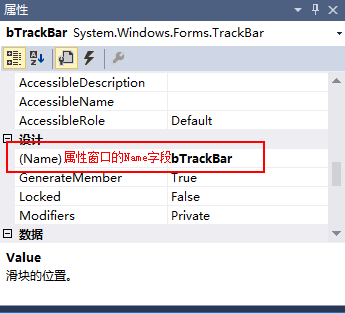 属性
bTrackBar System.Windows.Forms.TrackBar
AccessibleDescription
AccessibleName
AccessibleRole Default
设计
(Name) 属性窗口的Name字段 bTrackBar
GenerateMember True
Locked False
Modifiers Private
数据
Value
滑块的位置。